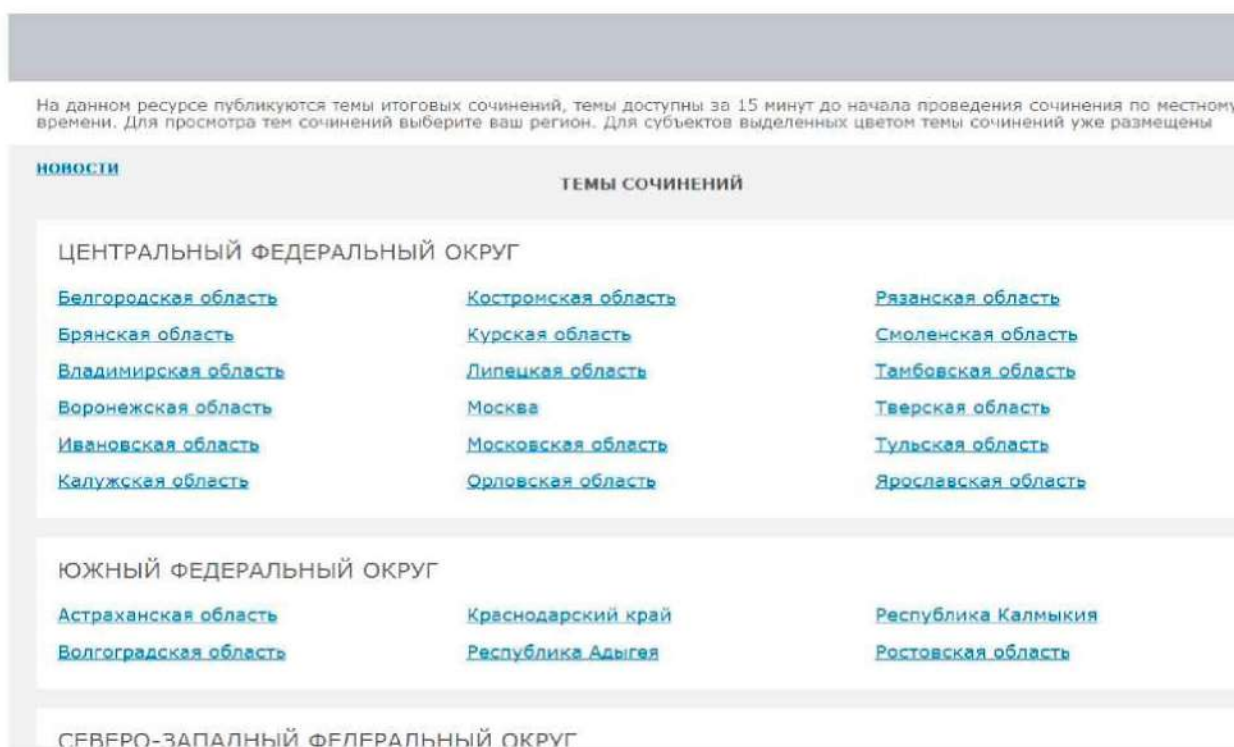 На данном ресурсе публикуются темы итоговых сочинений, темы доступны за 15 минут до начала проведения сочинения по местному
времени. Для просмотра тем сочинений выберите ваш регион. Для субъектов выделенных цветом темы сочинений уже размещены
НОВОСТИ
ТЕМЫ СОЧИНЕНИЙ
ЦЕНТРАЛЬНЫЙ ФЕДЕРАЛЬНЫЙ ОКРУГ
Белгородская область Костромская область Рязанская область
Брянская область Курская область Смоленская область
Владимирская область Липецкая область Тамбовская область
Воронежская область Москва Тверская область
Ивановская область Московская область Тульская область
Калужская область Орловская область Ярославская область
ЮЖНЫЙ ФЕДЕРАЛЬНЫЙ ОКРУГ
Астраханская область Краснодарский край Республика Калмыкия
Волгоградская область Республика Адыгея Ростовская область
СЕВЕРО-ЗАПАДНЫЙ ФЕДЕРАЛЬНЫЙ ОКРУГ